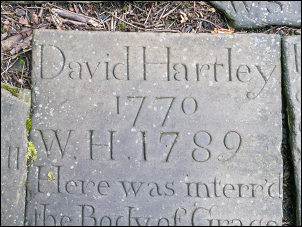 David Hartley
1770
W. H. 1789
Here was interr'd
the Body of Grace